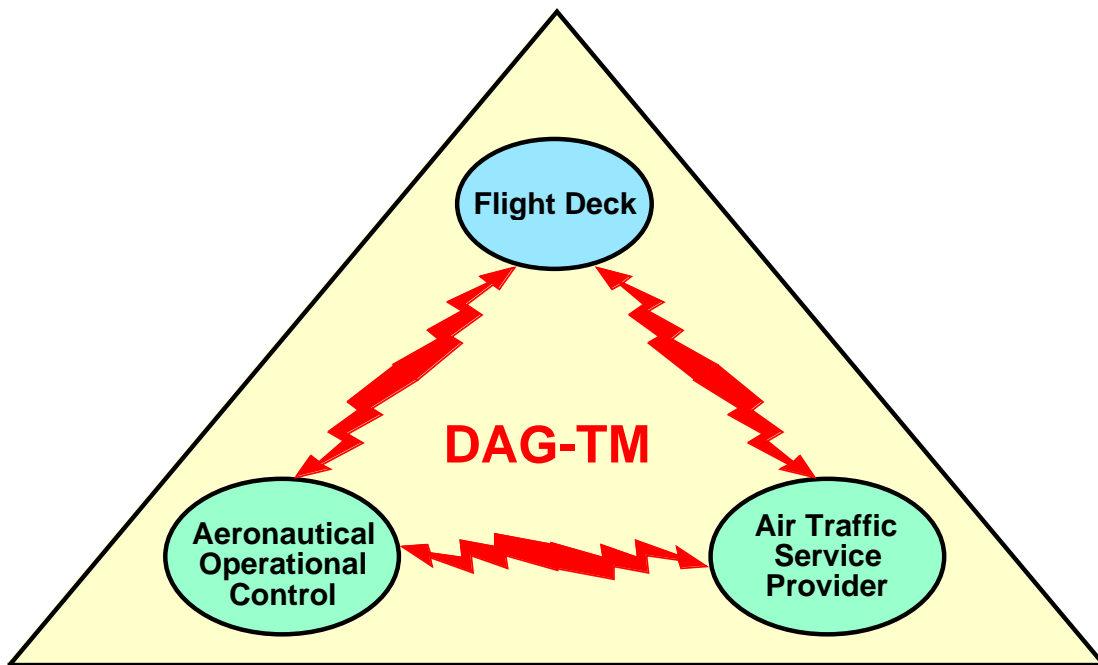 Flight Deck
DAG-TM
Aeronautical
Operational
Control
Air Traffic
Service
Provider